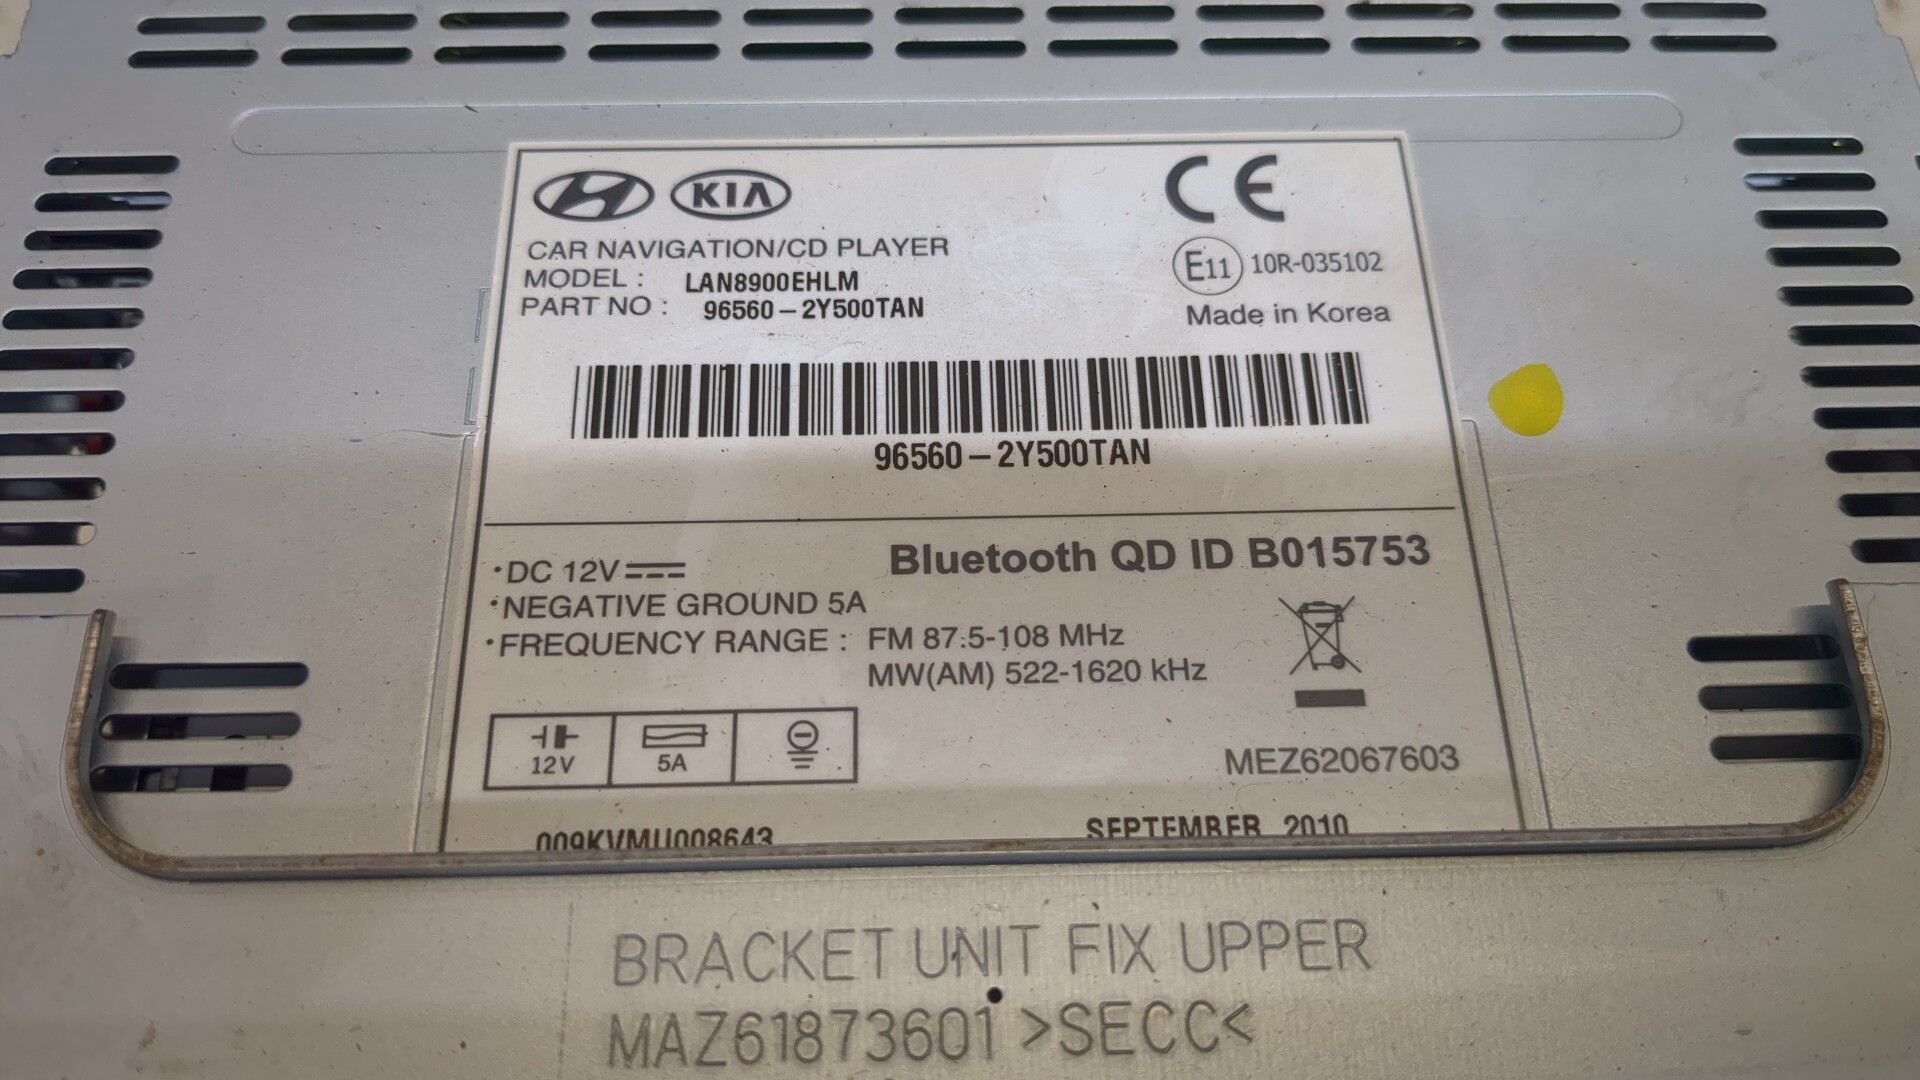 KIA
CE
CAR NAVIGATION/CD PLAYER
MODEL : LAN8900EHLM
PART NO : 96560-2Y500TAN
E11 10R-035102
Made in Korea
96560-2Y500TAN
•DC 12V
Bluetooth QD ID B015753
•NEGATIVE GROUND 5A
•FREQUENCY RANGE : FM 87.5-108 MHz
MW(AM) 522-1620 kHz
12V
5A
MEZ62067603
009KVMU008643
SEPTEMBER 2010
BRACKET UNIT FIX UPPER
MAZ61873601 >SECC<